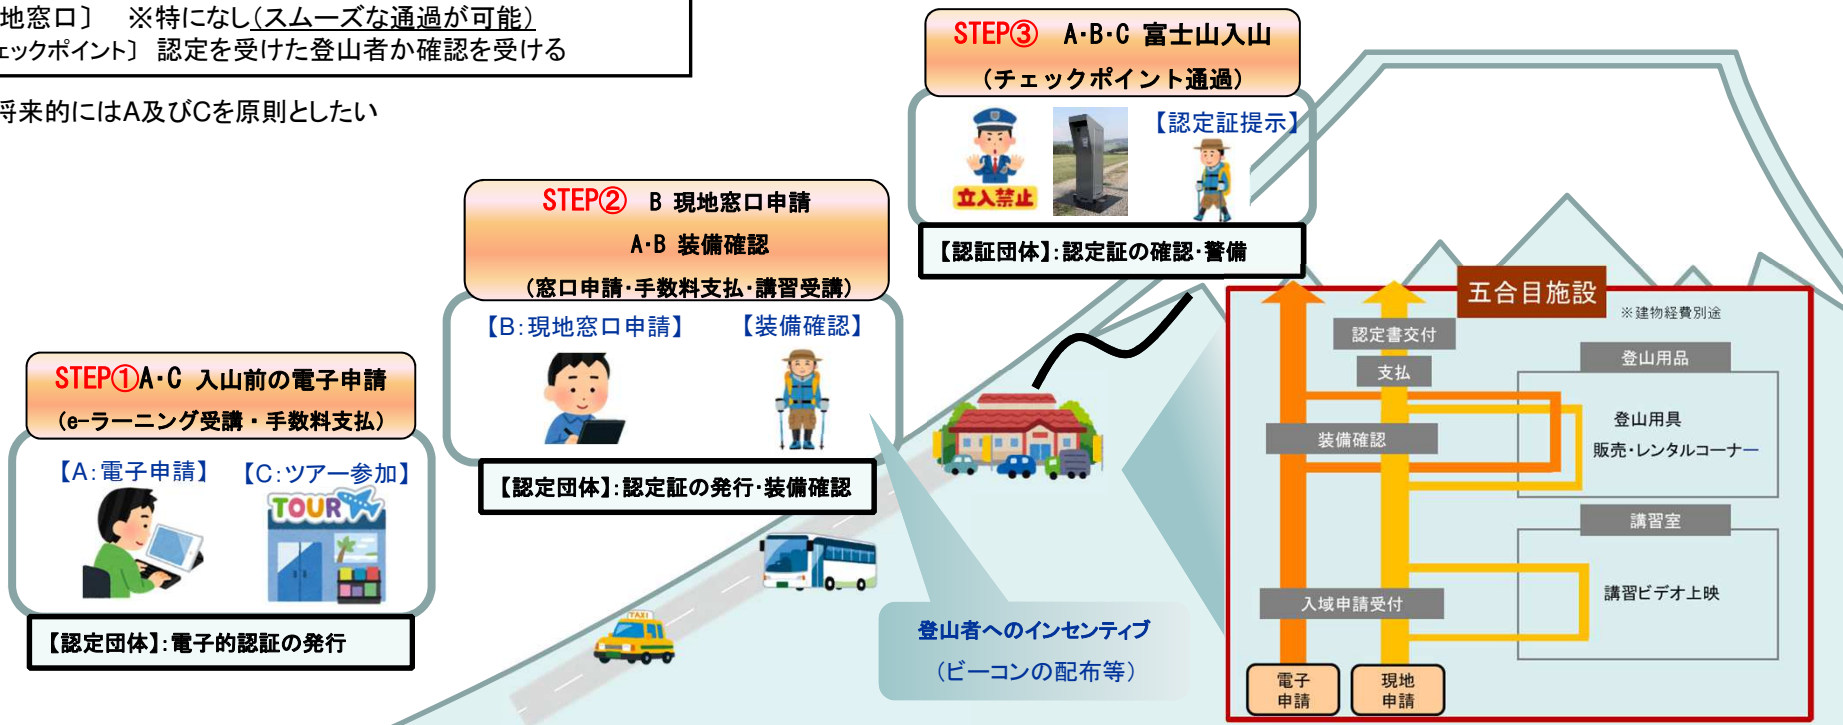 地窓口〕　※特になし(スムーズな通過が可能)
ェックポイント〕 認定を受けた登山者か確認を受ける
将来的にはA及びCを原則としたい
STEP③　A・B・C 富士山入山
（チェックポイント通過）
【認定証提示】
立入禁止
【認証団体】：認定証の確認・警備
STEP②　B 現地窓口申請
A・B 装備確認
（窓口申請・手数料支払・講習受講）
【B：現地窓口申請】
【装備確認】
【認定団体】：認定証の発行・装備確認
STEP①A・C 入山前の電子申請
（e-ラーニング受講・手数料支払）
【A：電子申請】
【C：ツアー参加】
TOUR
【認定団体】：電子的認証の発行
TAXI
登山者へのインセンティブ
（ビーコンの配布等）
五合目施設
※建物経費別途
認定書交付
支払
装備確認
入域申請受付
電子
申請
現地
申請
登山用品
登山用具
販売・レンタルコーナー
講習室
講習ビデオ上映